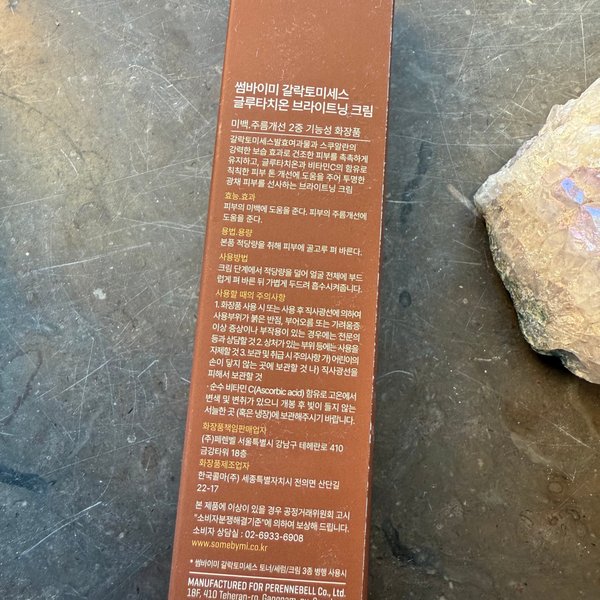 썸바이미 갈락토미세스
글루타치온 브라이트닝 크림
미백.주름개선 2중 기능성 화장품
갈락토미세스발효여과물과 스쿠알란의
강력한 보습 효과로 건조한 피부를 촉촉하게
유지하고, 글루타치온과 비타민C의 함유로
칙칙한 피부 톤 개선에 도움을 주어 투명한
광채 피부를 선사하는 브라이트닝 크림
효능.효과
피부의 미백에 도움을 준다. 피부의 주름개선에
도움을 준다.
용법.용량
본품 적당량을 취해 피부에 골고루 펴 바른다.
사용방법
크림 단계에서 적당량을 덜어 얼굴 전체에 부드
럽게 펴 바른 뒤 가볍게 두드려 흡수시켜줍니다.
사용할 때의 주의사항
1. 화장품 사용 시 또는 사용 후 직사광선에 의하여
사용부위가 붉은 반점, 부어오름 또는 가려움증
이상 증상이나 부작용이 있는 경우에는 전문의
등과 상담할 것 2. 상처가 있는 부위 등에는 사용을
자제할 것 3. 보관 및 취급 시 주의사항 가) 어린이의
손이 닿지 않는 곳에 보관할 것 나) 직사광선을
피해서 보관할 것
· 순수 비타민 C(Ascorbic acid) 함유로 고온에서
변색 및 변취가 있으니 개봉 후 빛이 들지 않는
서늘한 곳 (혹은 냉장)에 보관해주시기 바랍니다.
화장품책임판매업자
(주)페렌벨 서울특별시 강남구 테헤란로 410
금강타워 18층
화장품제조업자
한국콜마(주) 세종특별자치시 전의면 산단길
22-17
본 제품에 이상이 있을 경우 공정거래위원회 고시
"소비자분쟁해결기준"에 의하여 보상해 드립니다.
소비자 상담실 : 02-6933-6908
www.somebymi.co.kr
* 썸바이미 갈락토미세스 토너/세럼/크림 3종 병행 사용시
MANUFACTURED FOR PERENNEBELL Co., Ltd.
18F, 410 Teheran-ro, Gangnam